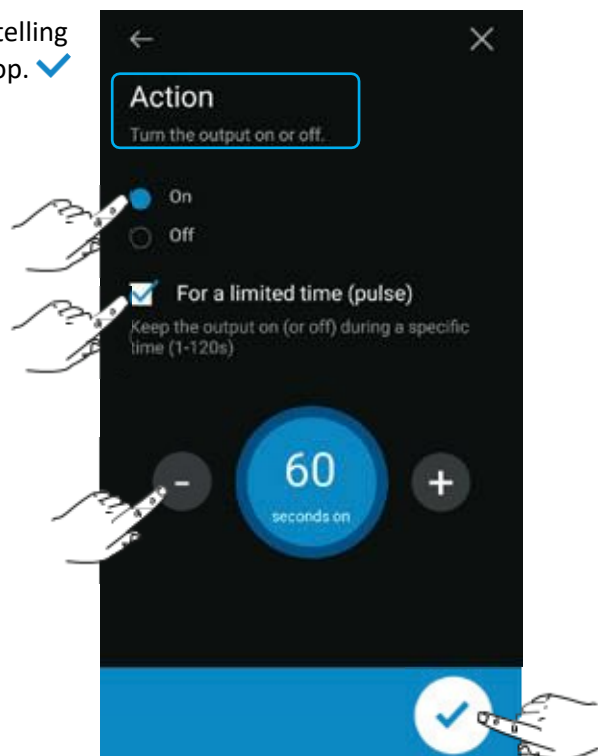 telling
op.
Action
Turn the output on or off.
On
Off
For a limited time (pulse)
Keep the output on (or off) during a specific
time (1-120s)
- 60 +
seconds on